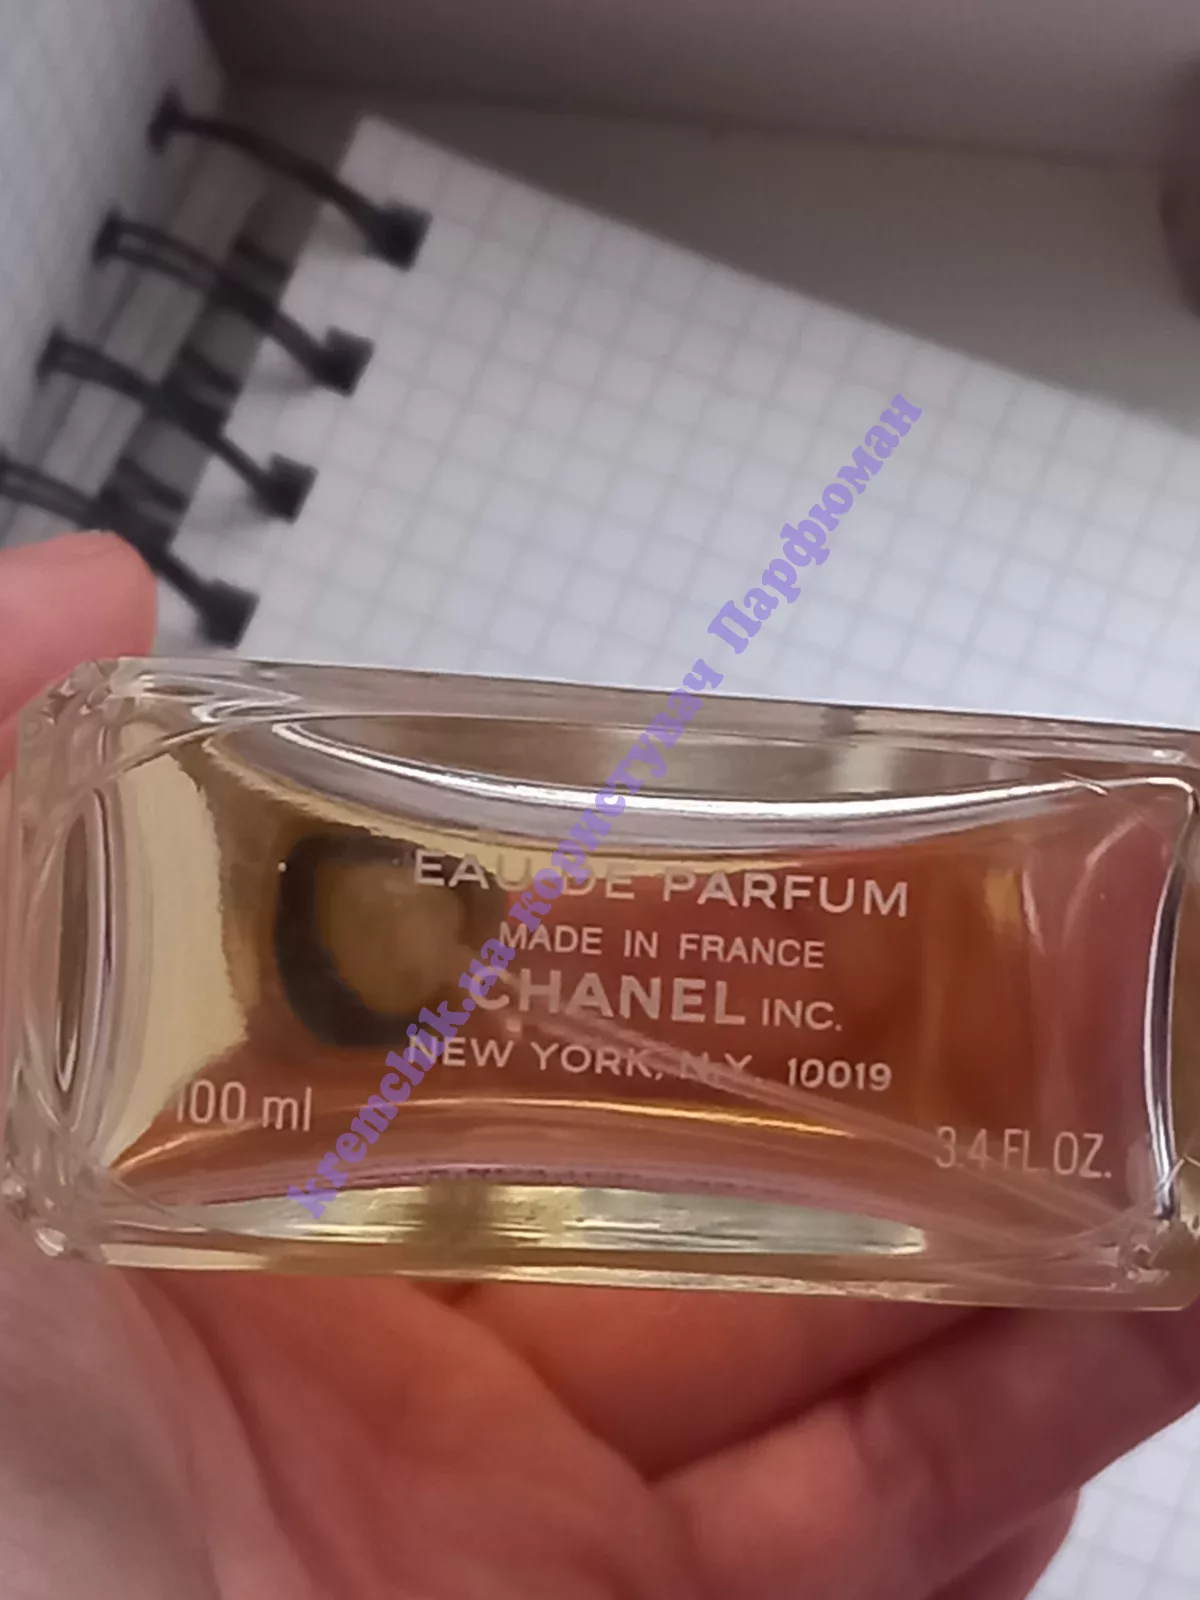 EAU DE PARFUM
MADE IN FRANCE
CHANEL INC.
NEW YORK, N.Y. 10019
100 ml
3.4 FL.OZ.
kremchik.ua користувач Парфюман